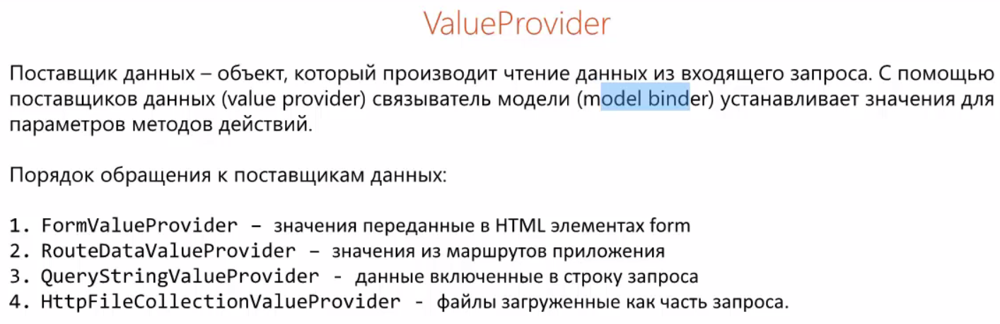 ValueProvider
Поставщик данных – объект, который производит чтение данных из входящего запроса. С помощью
поставщиков данных (value provider) связыватель модели (model binder) устанавливает значения для
параметров методов действий.
Порядок обращения к поставщикам данных:
1. FormValueProvider – значения переданные в HTML элементах form
2. RouteDataValueProvider – значения из маршрутов приложения
3. QueryStringValueProvider - данные включенные в строку запроса
4. HttpFileCollectionValueProvider - файлы загруженные как часть запроса.